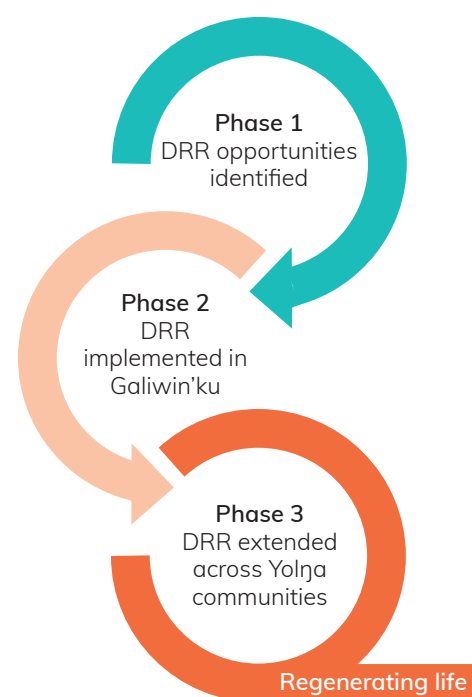 Phase 1
DRR opportunities
identified
Phase 2
DRR
implemented in
Galiwin’ku
Phase 3
DRR extended
across Yolŋa
communities
Regenerating life